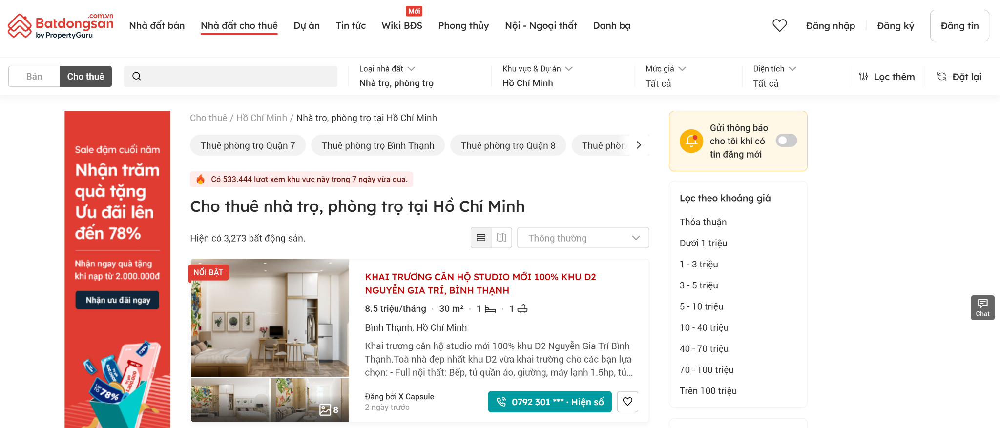 Batdongsan
.com.vn
by PropertyGuru
Nhà đất bán
Nhà đất cho thuê
Dự án
Tin tức
Mới
Wiki BĐS
Phong thủy
Nội - Ngoại thất
Danh bạ
Đăng nhập
Đăng ký
Đăng tin
Bán
Cho thuê
Loại nhà đất
Nhà trọ, phòng trọ
Khu vực & Dự án
Hồ Chí Minh
Mức giá
Tất cả
Diện tích
Tất cả
Lọc thêm
Đặt lại
Sale đậm cuối năm
Nhận trăm
quà tặng
Ưu đãi lên
đến 78%
Nhận ngay quà tặng
khi nạp từ 2.000.000đ
Nhận ưu đãi ngay
UP TO
78%
Cho thuê / Hồ Chí Minh / Nhà trọ, phòng trọ tại Hồ Chí Minh
Thuê phòng trọ Quận 7
Thuê phòng trọ Bình Thạnh
Thuê phòng trọ Quận 8
Thuê phòn
Có 533.444 lượt xem khu vực này trong 7 ngày vừa qua.
Cho thuê nhà trọ, phòng trọ tại Hồ Chí Minh
Hiện có 3,273 bất động sản.
Thông thường
NỔI BẬT
8
KHAI TRƯƠNG CĂN HỘ STUDIO MỚI 100% KHU D2
NGUYỄN GIA TRÍ, BÌNH THẠNH
8.5 triệu/tháng · 30 m² · 1 · 1
Bình Thạnh, Hồ Chí Minh
Khai trương căn hộ studio mới 100% khu D2 Nguyễn Gia Trí Bình
Thạnh.Toà nhà đẹp nhất khu D2 vừa khai trường cho các bạn lựa
chọn: - Full nội thất: Bếp, tủ quần áo, giường, máy lạnh 1.5hp, tủ...
Đăng bởi X Capsule
2 ngày trước
0792 301 *** · Hiện số
Gửi thông báo
cho tôi khi có
tin đăng mới
Lọc theo khoảng giá
Thỏa thuận
Dưới 1 triệu
1 - 3 triệu
3 - 5 triệu
5 - 10 triệu
10 - 40 triệu
40 - 70 triệu
70 - 100 triệu
Trên 100 triệu
Chat